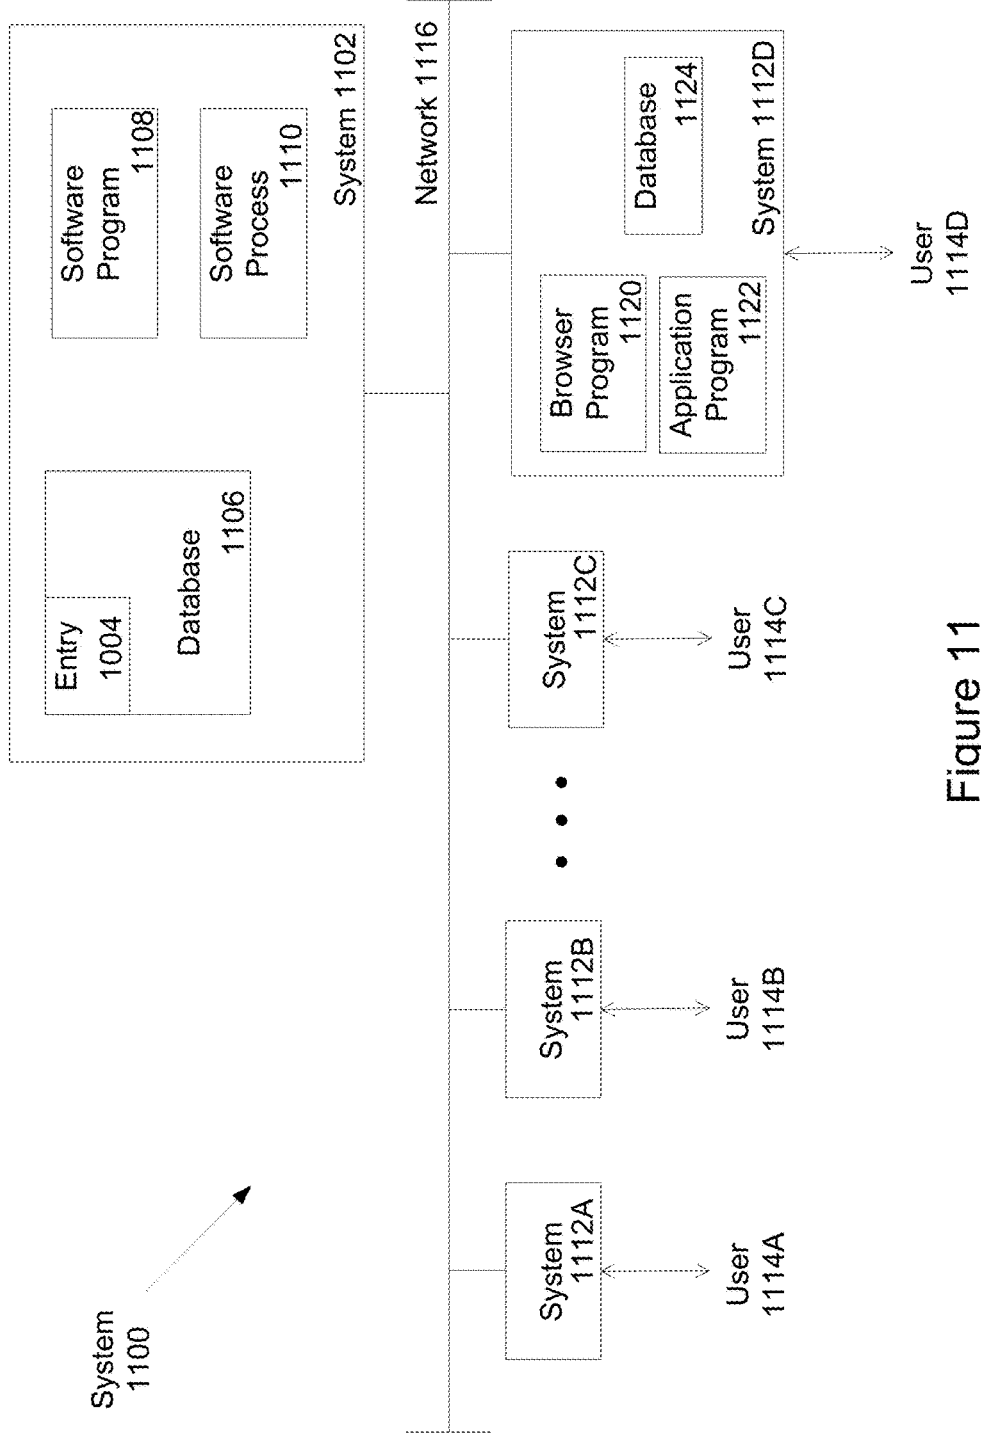 System
1100
Entry
1004
Database
1106
Software
Program
1108
Software
Process
1110
System 1102
Network 1116
System
1112A
System
1112B
System
1112C
Browser
Program
1120
Application
Program
1122
Database
1124
System 1112D
User
1114A
User
1114B
User
1114C
User
1114D
Figure 11